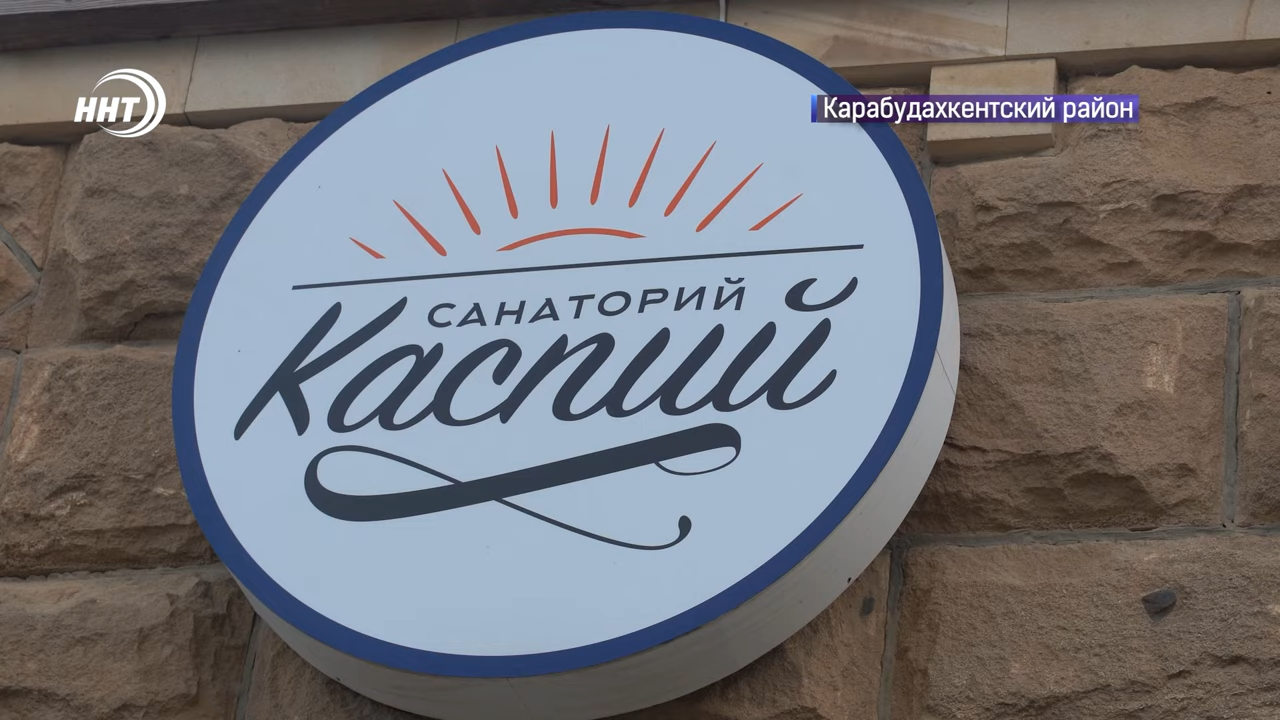 ННТ
Карабудахкентский район
САНАТОРИЙ
Каспий